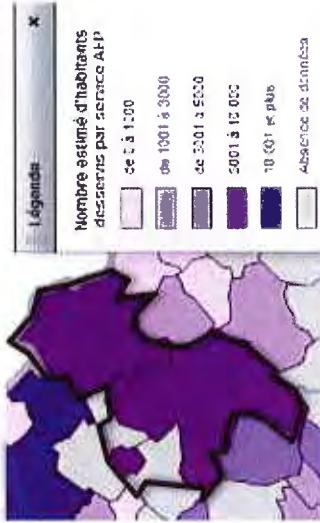 Légende ×
Nombre estimé d'habitants
desservis par service AEP
de 0 à 1000
de 1001 à 3000
de 3001 à 5000
5001 à 10 000
10 001 et plus
Absence de données